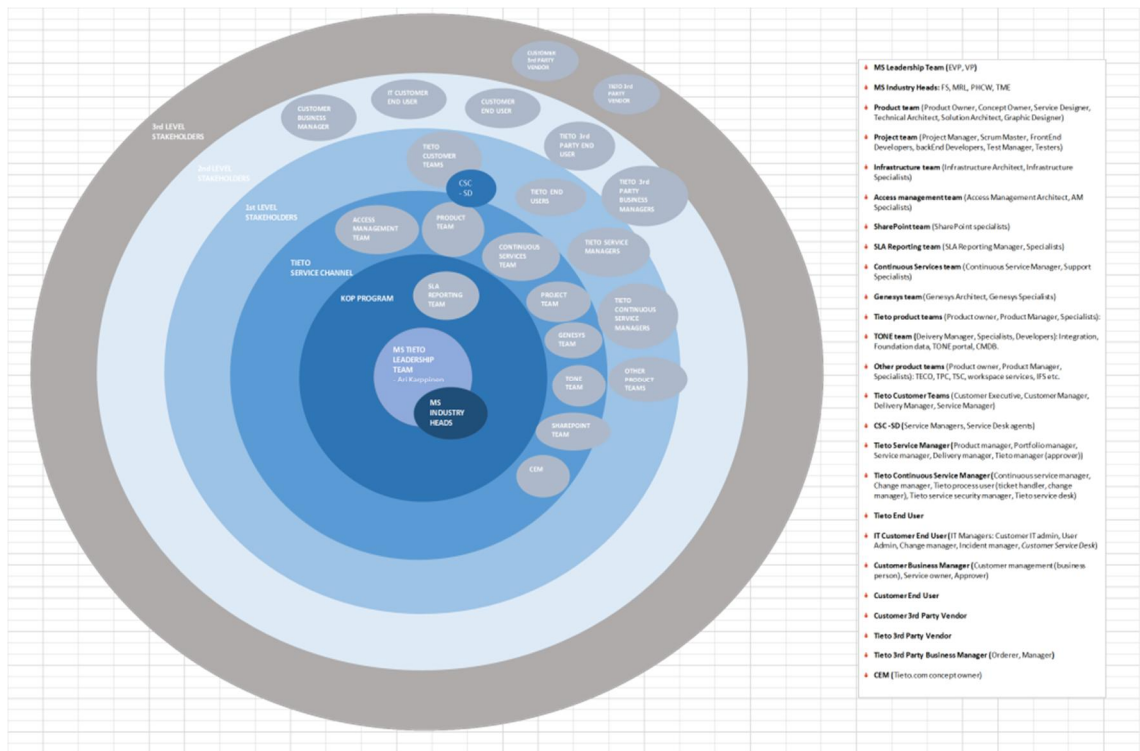 CUSTOMER
3rd PARTY
VENDOR
TIETO 3rd
PARTY
VENDOR
IT CUSTOMER
END USER
CUSTOMER
END USER
CUSTOMER
BUSINESS
MANAGER
3rd LEVEL
STAKEHOLDERS
TIETO 3rd
PARTY END
USER
TIETO
CUSTOMER
TEAMS
2nd LEVEL
STAKEHOLDERS
CSC
- SD
TIETO END
USERS
TIETO 3rd
PARTY
BUSINESS
MANAGERS
1st LEVEL
STAKEHOLDERS
ACCESS
MANAGEMENT
TEAM
PRODUCT
TEAM
CONTINUOUS
SERVICES
TEAM
TIETO SERVICE
MANAGERS
TIETO
SERVICE CHANNEL
KOP PROGRAM
SLA
REPORTING
TEAM
PROJECT
TEAM
TIETO
CONTINUOUS
SERVICE
MANAGERS
GENESYS
TEAM
MS TIETO
LEADERSHIP
TEAM
- Ari Karppinen
TONE
TEAM
OTHER
PRODUCT
TEAMS
MS
INDUSTRY
HEADS
SHAREPOINT
TEAM
CEM
MS Leadership Team (EVP, VP)
MS Industry Heads: FS, MRL, PHCW, TME
Product team (Product Owner, Concept Owner, Service Designer,
Technical Architect, Solution Architect, Graphic Designer)
Project team (Project Manager, Scrum Master, FrontEnd
Developers, backEnd Developers, Test Manager, Testers)
Infrastructure team (Infrastructure Architect, Infrastructure
Specialists)
Access management team (Access Management Architect, AM
Specialists)
SharePoint team (SharePoint specialists)
SLA Reporting team (SLA Reporting Manager, Specialists)
Continuous Services team (Continuous Service Manager, Support
Specialists)
Genesys team (Genesys Architect, Genesys Specialists)
Tieto product teams (Product owner, Product Manager, Specialists):
TONE team (Delivery Manager, Specialists, Developers): Integration,
Foundation data, TONE portal, CMDB.
Other product teams (Product owner, Product Manager,
Specialists): TECO, TPC, TSC, workspace services, IFS etc.
Tieto Customer Teams (Customer Executive, Customer Manager,
Delivery Manager, Service Manager)
CSC -SD (Service Managers, Service Desk agents)
Tieto Service Manager (Product manager, Portfolio manager,
Service manager, Delivery manager, Tieto manager (approver))
Tieto Continuous Service Manager (Continuous service manager,
Change manager, Tieto process user (ticket handler, change
manager), Tieto service security manager, Tieto service desk)
Tieto End User
IT Customer End User (IT Managers: Customer IT admin, User
Admin, Change manager, Incident manager, Customer Service Desk)
Customer Business Manager (Customer management (business
person), Service owner, Approver)
Customer End User
Customer 3rd Party Vendor
Tieto 3rd Party Vendor
Tieto 3rd Party Business Manager (Orderer, Manager)
CEM (Tieto.com concept owner)